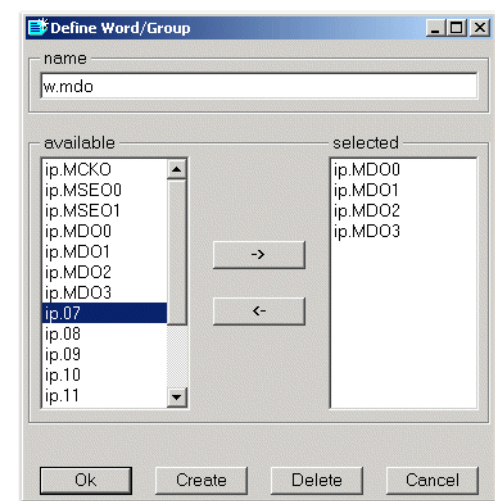 Define Word/Group
name
w.mdo
available
ip.MCKO
ip.MSEO0
ip.MSEO1
ip.MDO0
ip.MDO1
ip.MDO2
ip.MDO3
ip.07
ip.08
ip.09
ip.10
ip.11
->
<-
selected
ip.MDO0
ip.MDO1
ip.MDO2
ip.MDO3
Ok Create Delete Cancel